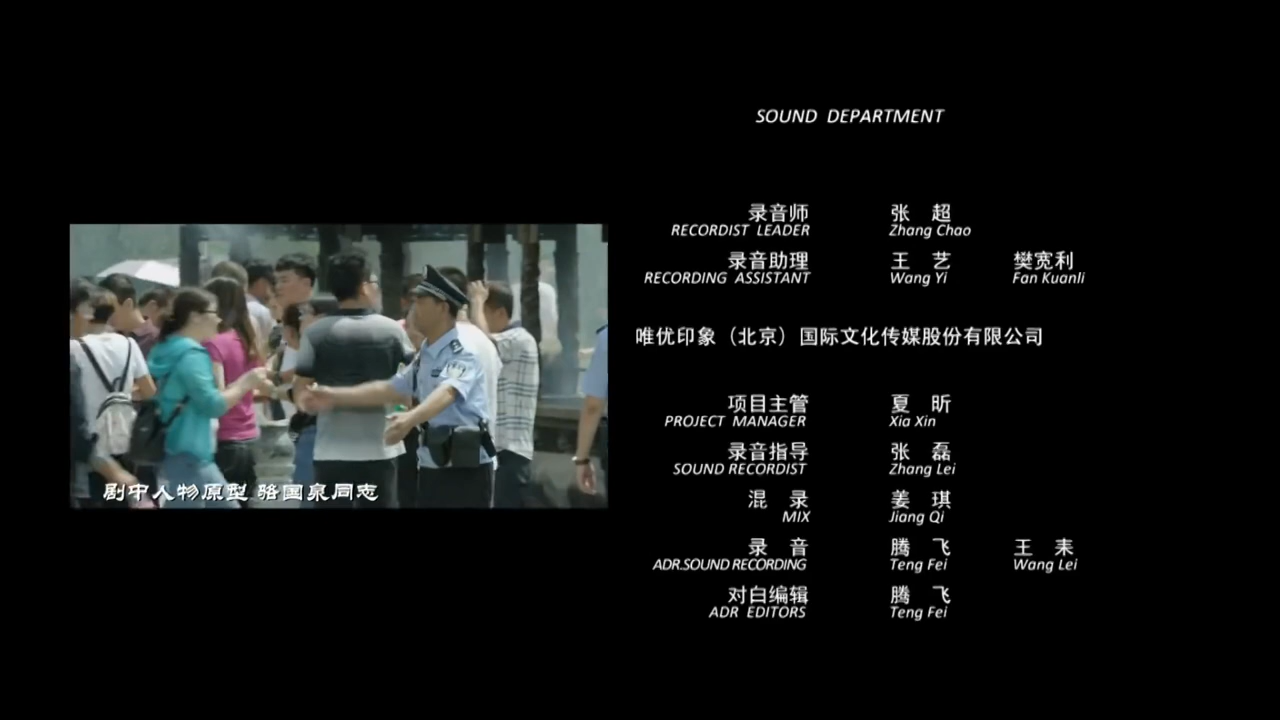 SOUND DEPARTMENT
录音师 张 超
RECORDIST LEADER Zhang Chao
录音助理 王 艺 樊宽利
RECORDING ASSISTANT Wang Yi Fan Kuanli
唯优印象（北京）国际文化传媒股份有限公司
项目主管 夏 昕
PROJECT MANAGER Xia Xin
录音指导 张 磊
SOUND RECORDIST Zhang Lei
混 录 姜 琪
MIX Jiang Qi
录 音 腾 飞 王 耒
ADR.SOUND RECORDING Teng Fei Wang Lei
对白编辑 腾 飞
ADR EDITORS Teng Fei
剧中人物原型 骆国泉同志